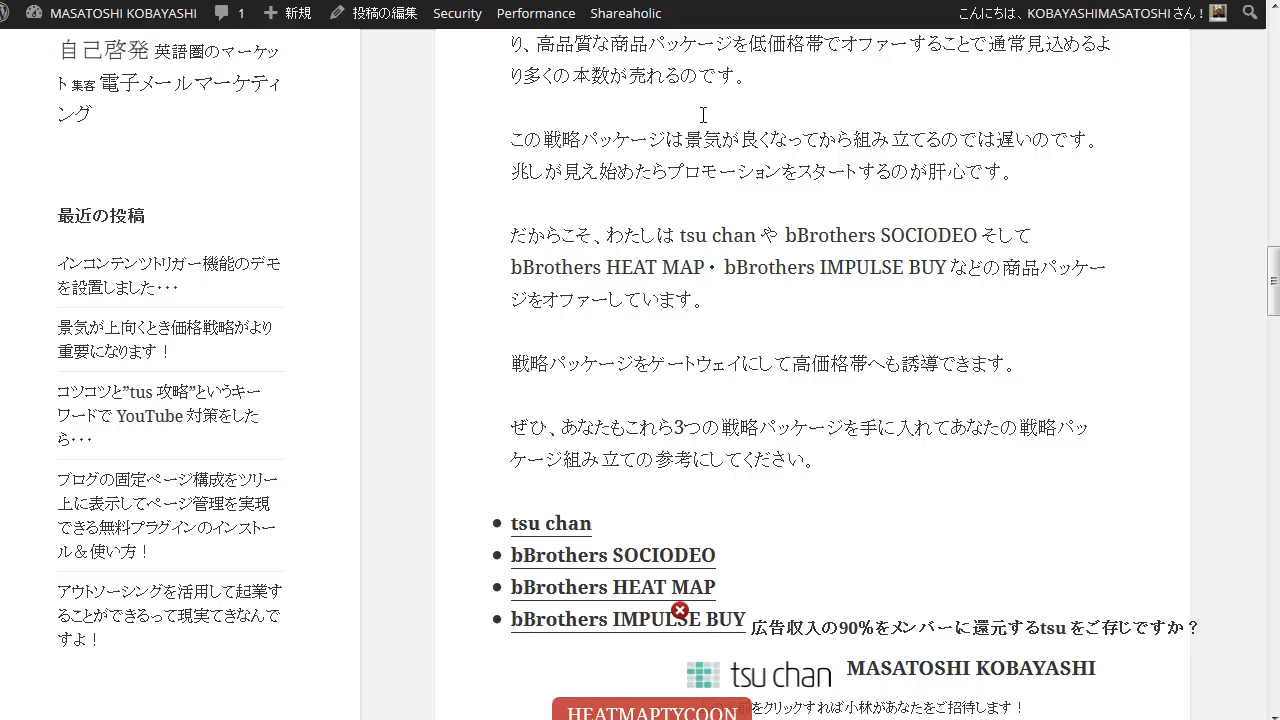 MASATOSHI KOBAYASHI 1 新規 投稿の編集 Security Performance Shareaholic こんにちは、KOBAYASHIMASATOSHI さん！
自己啓発 英語圏のマーケッ
ト 集客 電子メールマーケティ
ング
最近の投稿
インコンテンツトリガー機能のデモ
を設置しました・・・
景気が上向くとき価格戦略がより
重要になります！
コツコツと”tus 攻略”というキー
ワードで YouTube 対策をした
ら・・・
ブログの固定ページ構成をツリー
上に表示してページ管理を実現
できる無料プラグインのインストー
ル＆使い方！
アウトソーシングを活用して起業す
ることができるって現実てきなんで
すよ！
り、高品質な商品パッケージを低価格帯でオファーすることで通常見込めるよ
り多くの本数が売れるのです。
この戦略パッケージは景気が良くなってから組み立てるのでは遅いのです。
兆しが見え始めたらプロモーションをスタートするのが肝心です。
だからこそ、わたしは tsu chan や bBrothers SOCIODEO そして
bBrothers HEAT MAP・ bBrothers IMPULSE BUY などの商品パッケー
ジをオファーしています。
戦略パッケージをゲートウェイにして高価格帯へも誘導できます。
ぜひ、あなたもこれら3つの戦略パッケージを手に入れてあなたの戦略パッ
ケージ組み立ての参考にしてください。
tsu chan
bBrothers SOCIODEO
bBrothers HEAT MAP
bBrothers IMPULSE BUY
広告収入の90%をメンバーに還元するtsu をご存じですか？
tsu chan MASATOSHI KOBAYASHI
をクリックすれば小林があなたをご招待します！
HEATMAPTYCOON